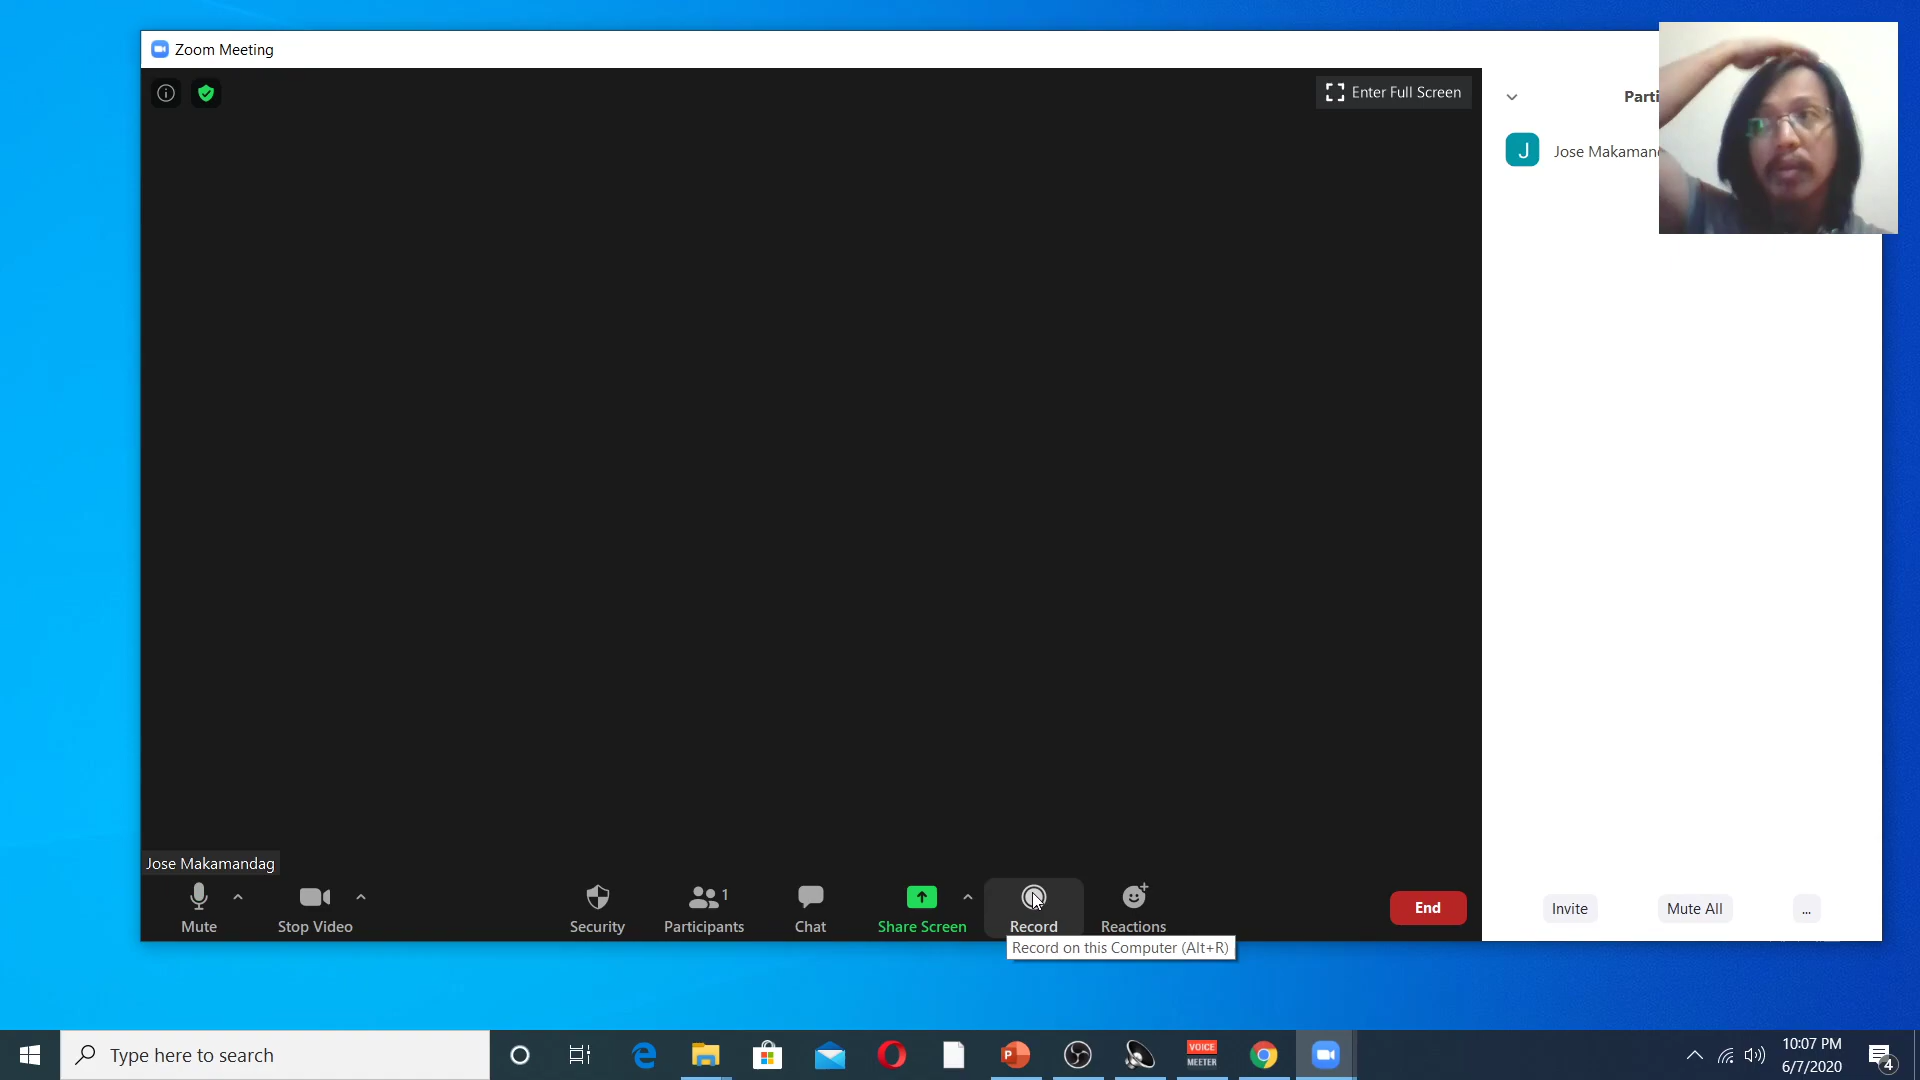 Zoom Meeting
Enter Full Screen
Parti
J
Jose Makamand
Jose Makamandag
Mute
Stop Video
Security
1
Participants
Chat
Share Screen
Record
Reactions
End
Invite
Mute All
...
Record on this Computer (Alt+R)
Type here to search
VOICE
MEETER
10:07 PM
6/7/2020
4